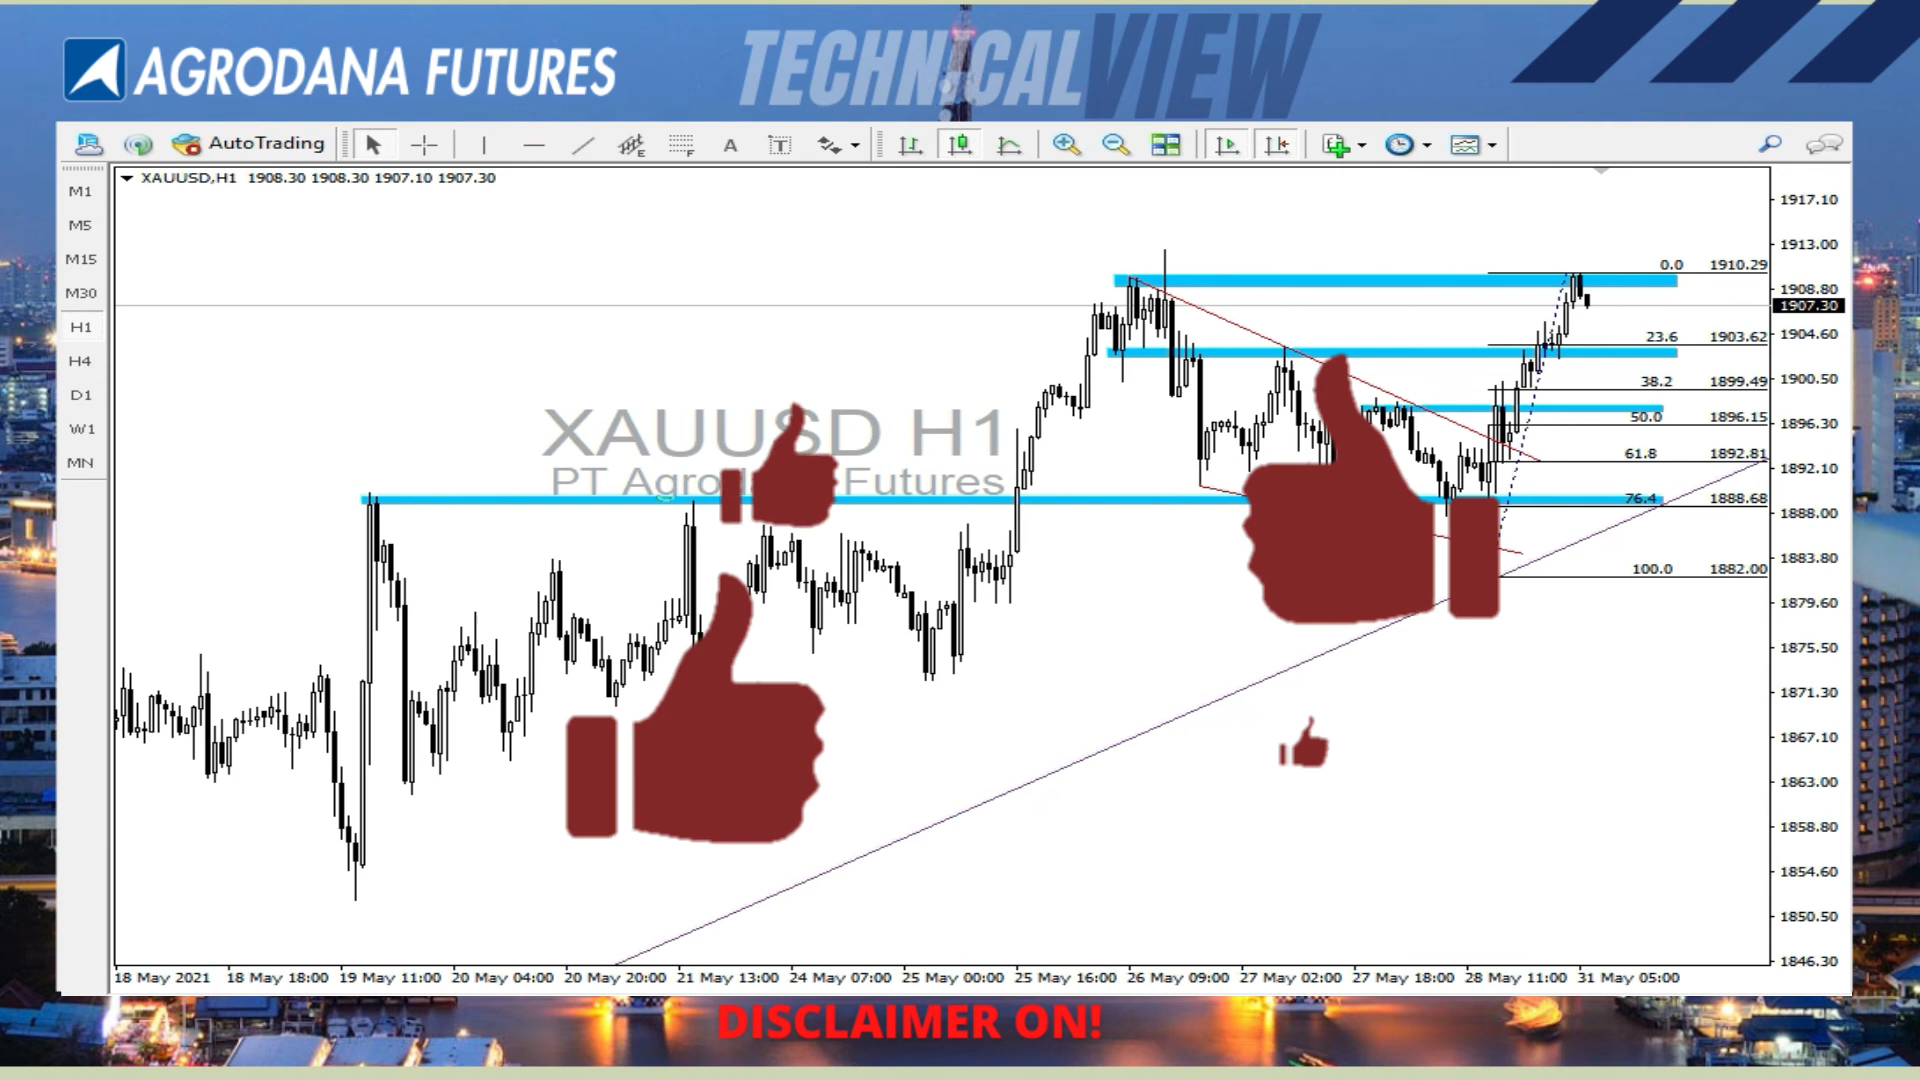 AGRODANA FUTURES
TECHNICALVIEW
AutoTrading
E
F
A
T
M1
M5
M15
M30
H1
H4
D1
W1
MN
XAUUSD,H1 1908.30 1908.30 1907.10 1907.30
XAUUSD H1
PT Agrod Futures
0.0 1910.29
23.6 1903.62
38.2 1899.49
50.0 1896.15
61.8 1892.81
76.4 1888.68
100.0 1882.00
1917.10
1913.00
1908.80
1907.30
1904.60
1900.50
1896.30
1892.10
1888.00
1883.80
1879.60
1875.50
1871.30
1867.10
1863.00
1858.80
1854.60
1850.50
1846.30
18 May 2021 18 May 18:00 19 May 11:00 20 May 04:00 20 May 20:00 21 May 13:00 24 May 07:00 25 May 00:00 25 May 16:00 26 May 09:00 27 May 02:00 27 May 18:00 28 May 11:00 31 May 05:00
DISCLAIMER ON!